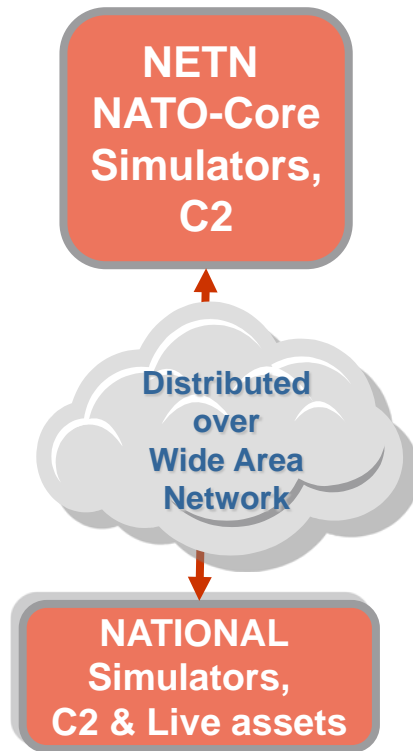 NETN
NATO-Core
Simulators,
C2
Distributed
over
Wide Area
Network
NATIONAL
Simulators,
C2 & Live assets